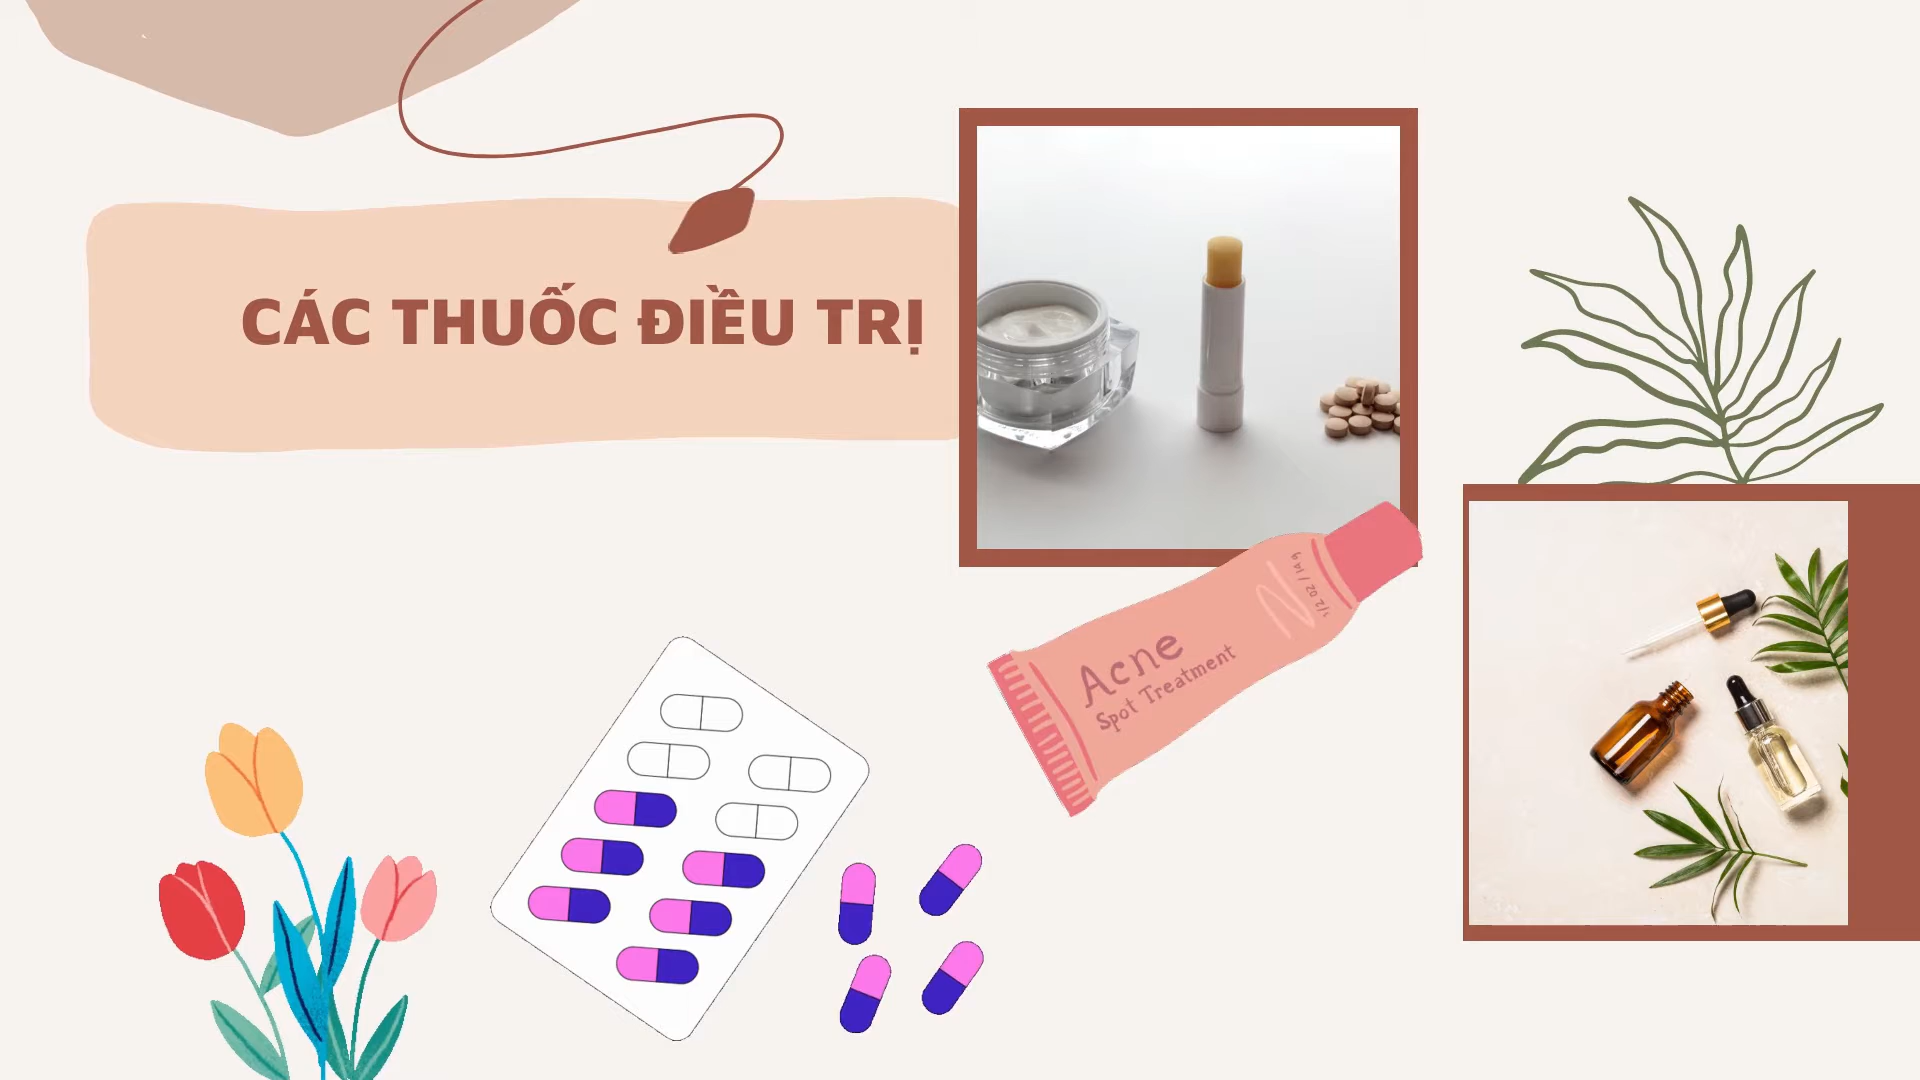 CÁC THUỐC ĐIỀU TRỊ
Acne
Spot Treatment
1/2 oz / 14 g